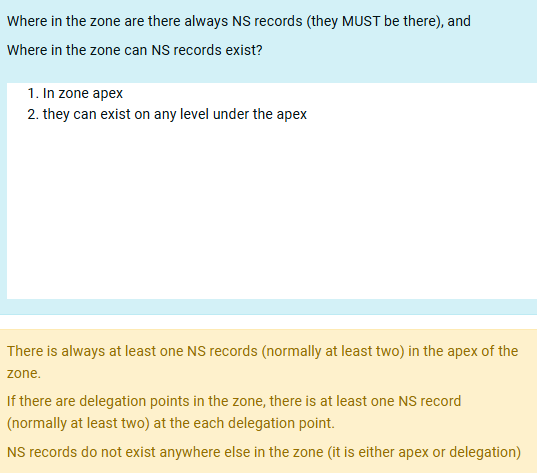 Where in the zone are there always NS records (they MUST be there), and
Where in the zone can NS records exist?
1. In zone apex
2. they can exist on any level under the apex
There is always at least one NS records (normally at least two) in the apex of the
zone.
If there are delegation points in the zone, there is at least one NS record
(normally at least two) at the each delegation point.
NS records do not exist anywhere else in the zone (it is either apex or delegation)